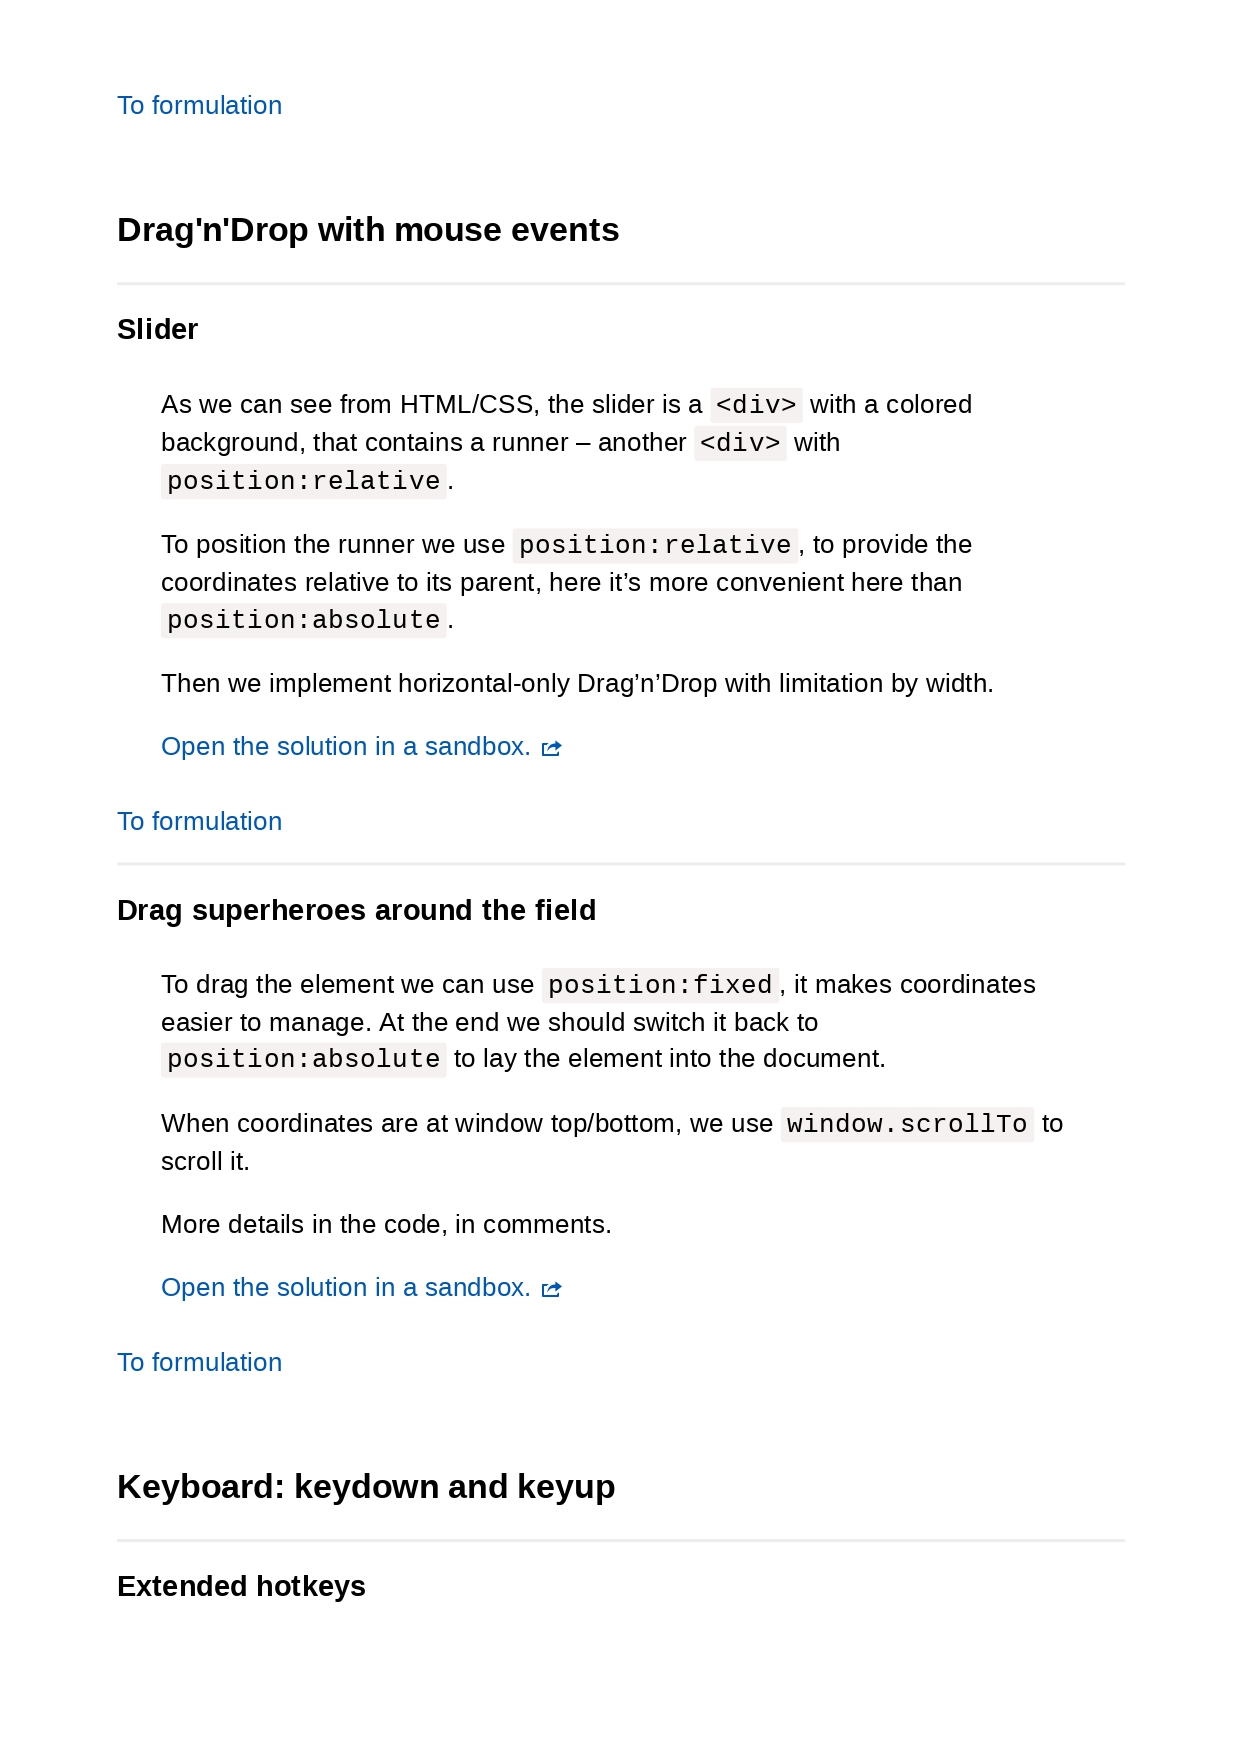 To formulation
Drag'n'Drop with mouse events
Slider
As we can see from HTML/CSS, the slider is a <div> with a colored
background, that contains a runner – another <div> with
position:relative.
To position the runner we use position:relative, to provide the
coordinates relative to its parent, here it’s more convenient here than
position:absolute.
Then we implement horizontal-only Drag’n’Drop with limitation by width.
Open the solution in a sandbox.
To formulation
Drag superheroes around the field
To drag the element we can use position:fixed, it makes coordinates
easier to manage. At the end we should switch it back to
position:absolute to lay the element into the document.
When coordinates are at window top/bottom, we use window.scrollTo to
scroll it.
More details in the code, in comments.
Open the solution in a sandbox.
To formulation
Keyboard: keydown and keyup
Extended hotkeys